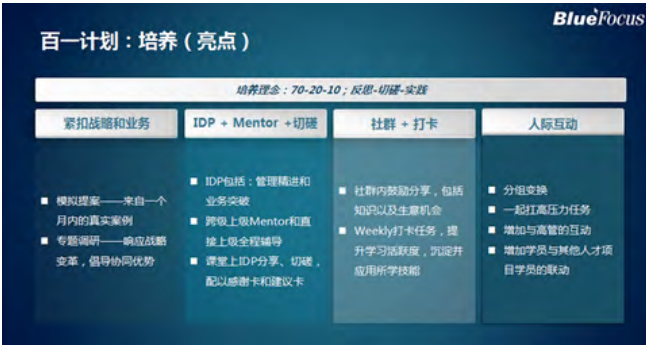 BlueFocus
百一计划：培养（亮点）
培养理念：70-20-10；反思-切磋-实践
紧扣战略和业务
IDP + Mentor +切磋
社群 + 打卡
人际互动
■ 模拟提案——来自一个
月内的真实案例
■ 专题调研——响应战略
变革，倡导协同优势
■ IDP包括：管理精进和
业务突破
■ 跨级上级Mentor和直
接上级全程辅导
■ 课堂上IDP分享、切磋，
配以感谢卡和建议卡
■ 社群内鼓励分享，包括
知识以及生意机会
■ Weekly打卡任务，提
升学习活跃度，沉淀并
应用所学技能
■ 分组变换
■ 一起扛高压力任务
■ 增加与高管的互动
■ 增加学员与其他人才项
目学员的联动